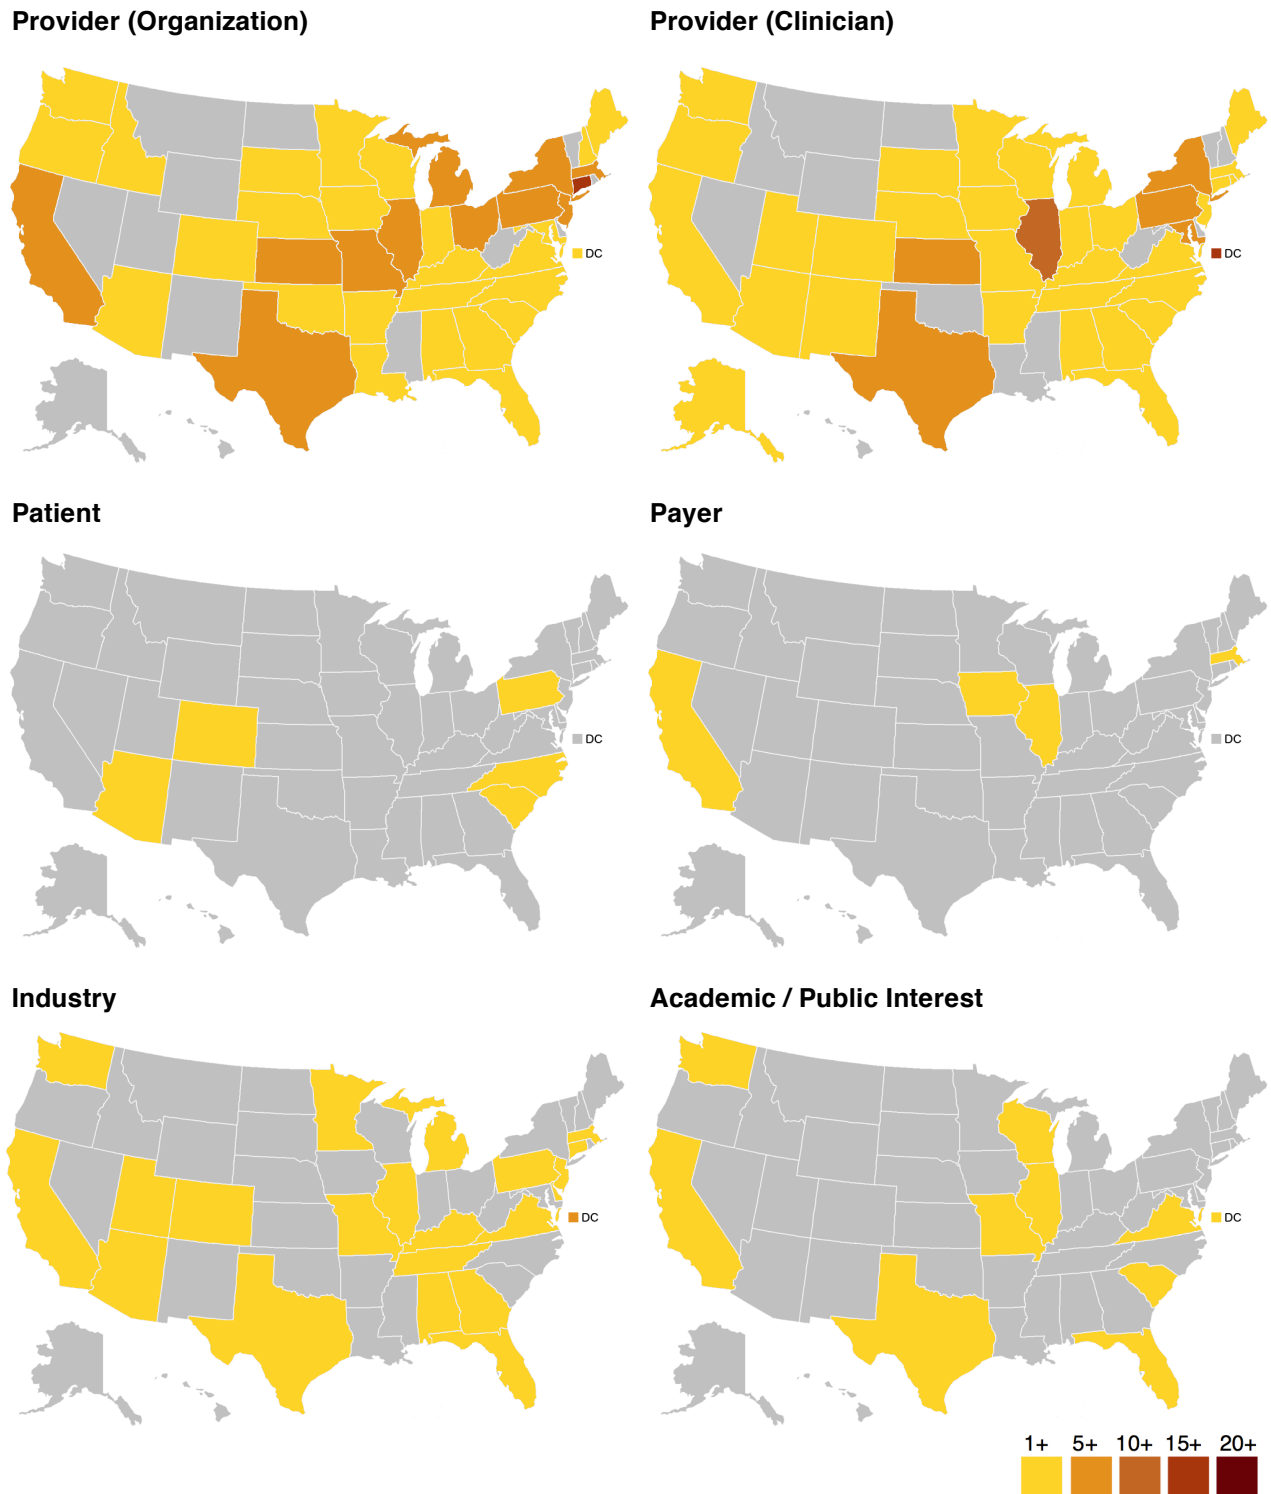 Provider (Organization)
Provider (Clinician)
DC
DC
Patient
Payer
DC
DC
Industry
Academic / Public Interest
DC
DC
1+ 5+ 10+ 15+ 20+